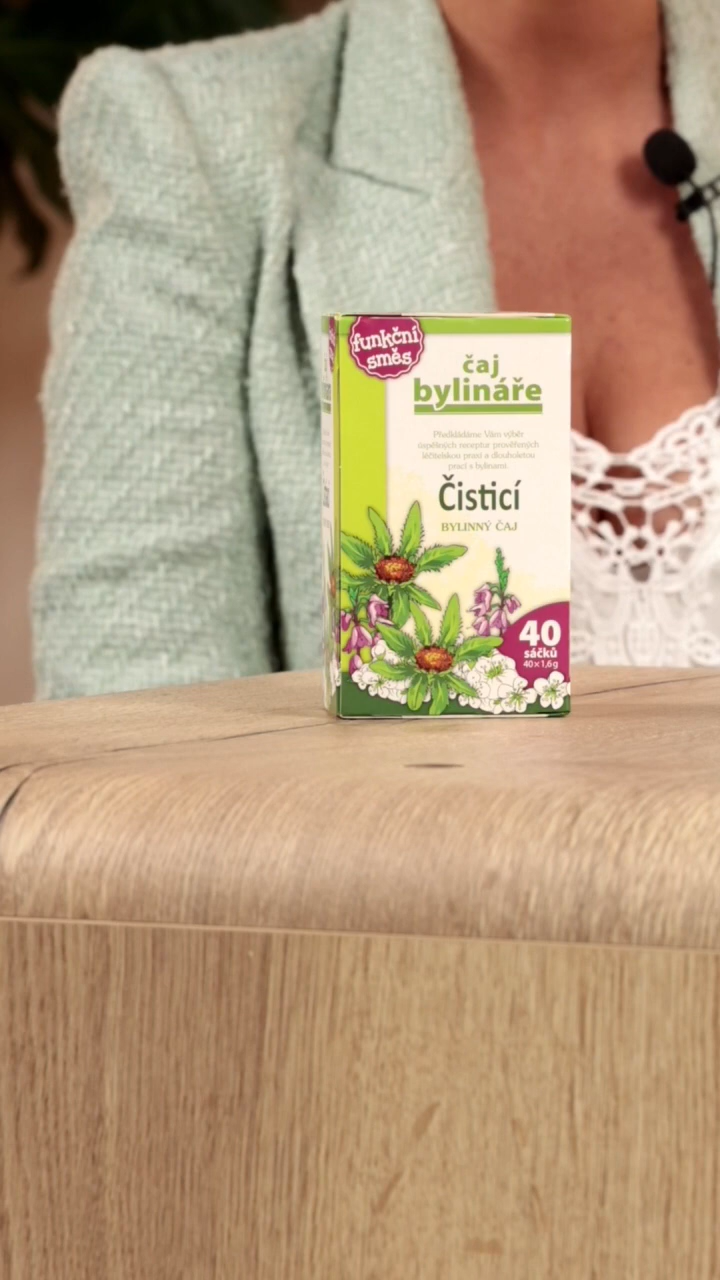 funkční
směs
čaj
bylináře
Předkládáme Vám výběr
úspěšných receptur prověřených
léčitelskou praxí a dlouholetou
prací s bylinami.
Čisticí
BYLINNÝ ČAJ
40
sáčků
40×1,6g